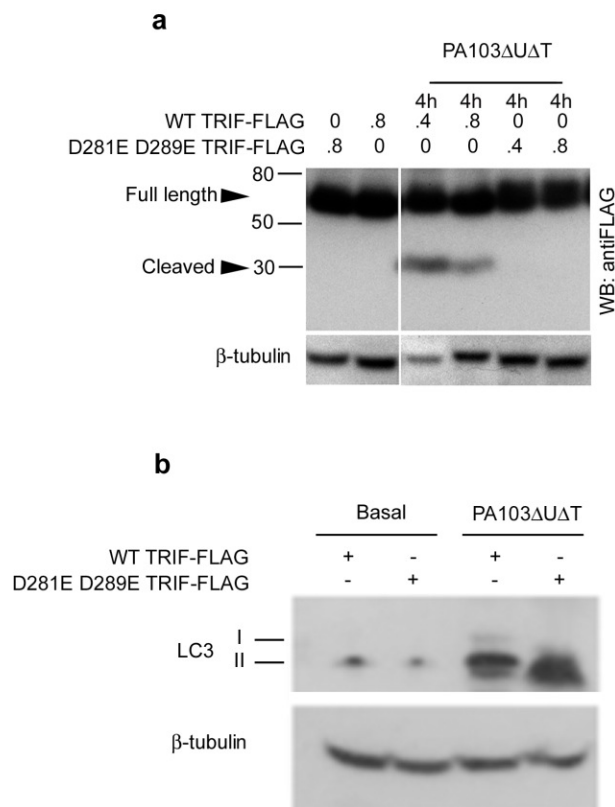 a
PA103ΔUΔT
4h 4h 4h 4h
WT TRIF-FLAG 0 .8 .4 .8 0 0
D281E D289E TRIF-FLAG .8 0 0 0 .4 .8
80
Full length
50
Cleaved 30
WB: antiFLAG
β-tubulin
b
Basal PA103ΔUΔT
WT TRIF-FLAG + - + -
D281E D289E TRIF-FLAG - + - +
I
LC3
II
β-tubulin